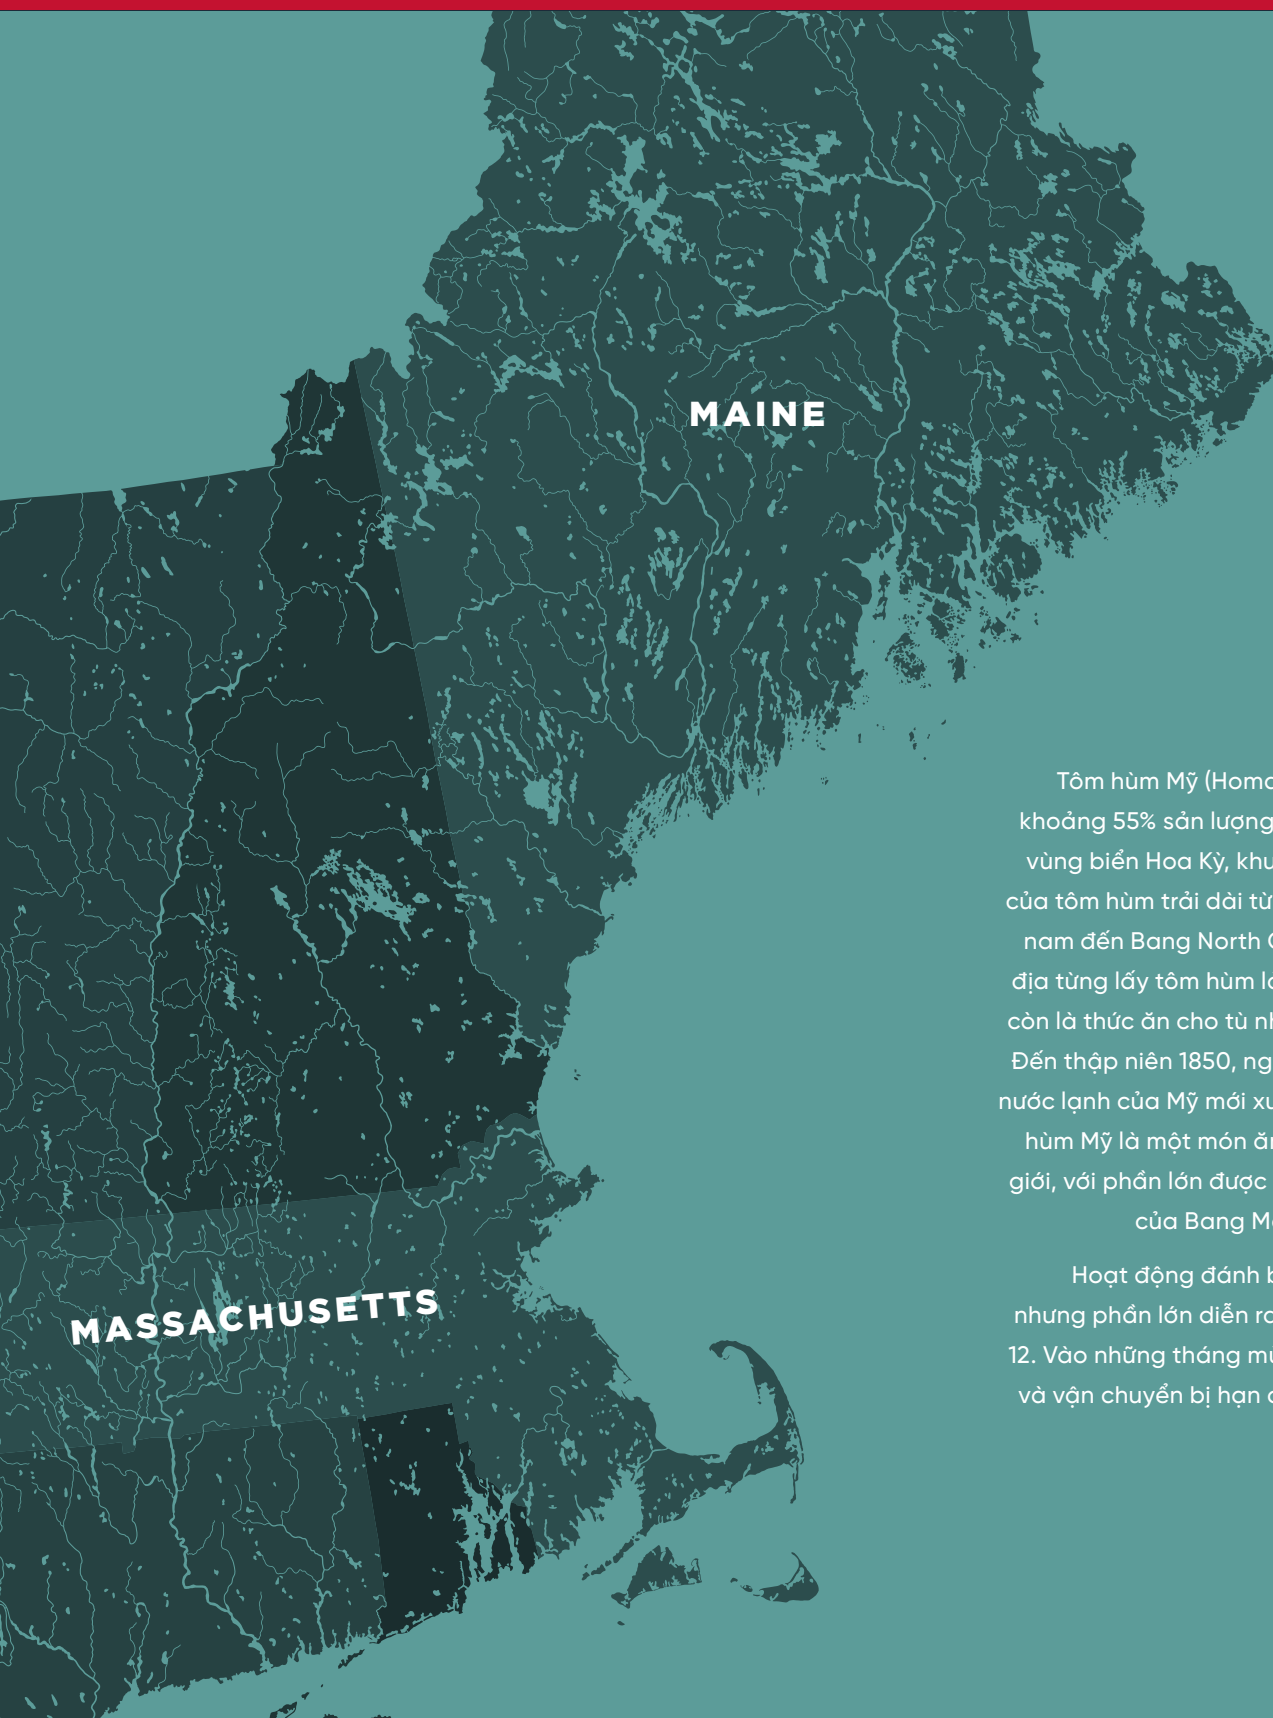 MAINE
Tôm hùm Mỹ (Homa
khoảng 55% sản lượng
vùng biển Hoa Kỳ, khu
của tôm hùm trải dài từ
nam đến Bang North
địa từng lấy tôm hùm
còn là thức ăn cho tù
Đến thập niên 1850,
nước lạnh của Mỹ mới
hùm Mỹ là một món
giới, với phần lớn được
của Bang
Hoạt động đánh
nhưng phần lớn diễn
12. Vào những tháng
và vận chuyển bị hạn
MASSACHUSETTS